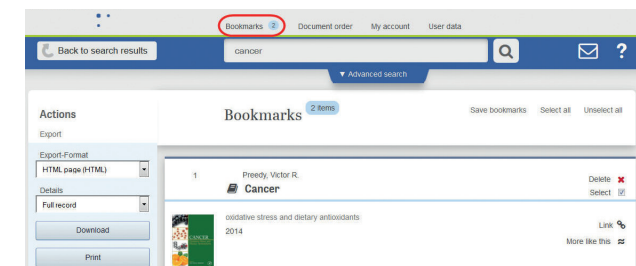 Bookmarks 2 Document order My account User data
Back to search results cancer ?
▼ Advanced search
Actions
Export
Export-Format
HTML page (HTML)
Details
Full record
Download
Print
Bookmarks 2 items Save bookmarks Select all Unselect all
1 Preedy, Victor R. Delete
Cancer Select
CANCER
oxidative stress and dietary antioxidants Link
2014 More like this